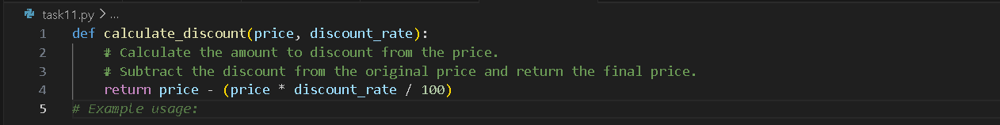 task11.py > ...
1 def calculate_discount(price, discount_rate):
2     # Calculate the amount to discount from the price.
3     # Subtract the discount from the original price and return the final price.
4     return price - (price * discount_rate / 100)
5 # Example usage: